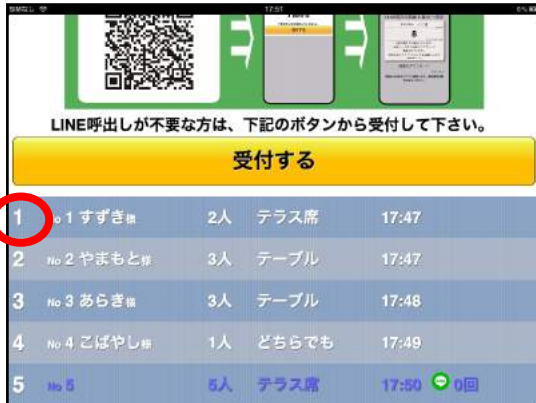 17:51
LINE呼出しが不要な方は、下記のボタンから受付して下さい。
受付する
1 No 1 すずき様 2人 テラス席 17:47
2 No 2 やまもと様 3人 テーブル 17:47
3 No 3 あらき様 3人 テーブル 17:48
4 No 4 こばやし様 1人 どちらでも 17:49
5 No 5 5人 テラス席 17:50 0回